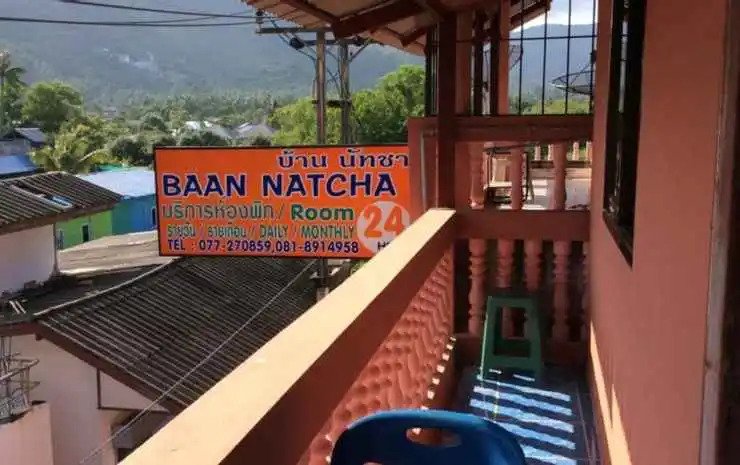 บ้าน นัทชา
BAAN NATCHA
บริการห้องพัก / Room 24
รายวัน / รายเดือน / DAILY / MONTHLY
TEL : 077-270859,081-8914958